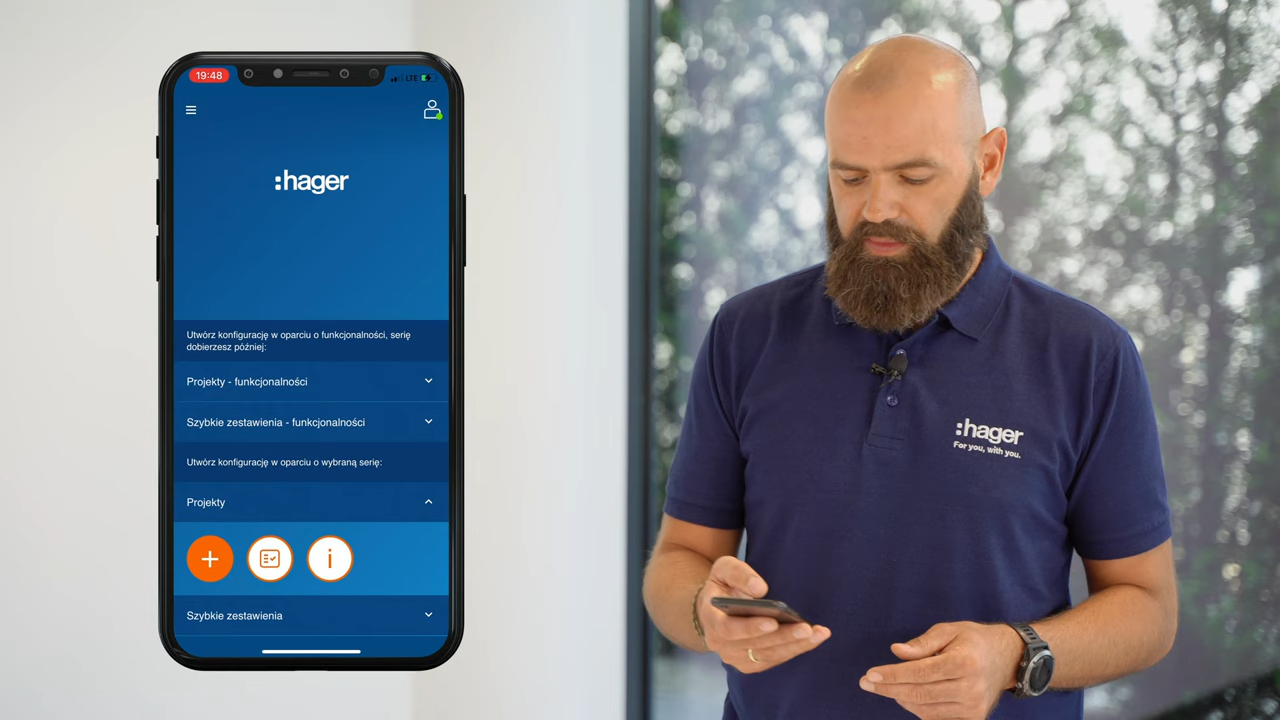 19:48
LTE
:hager
Utwórz konfigurację w oparciu o funkcjonalności, serię
dobierzesz później:
Projekty - funkcjonalności
Szybkie zestawienia - funkcjonalności
Utwórz konfigurację w oparciu o wybraną serię:
Projekty
i
Szybkie zestawienia
:hager
For you, with you.